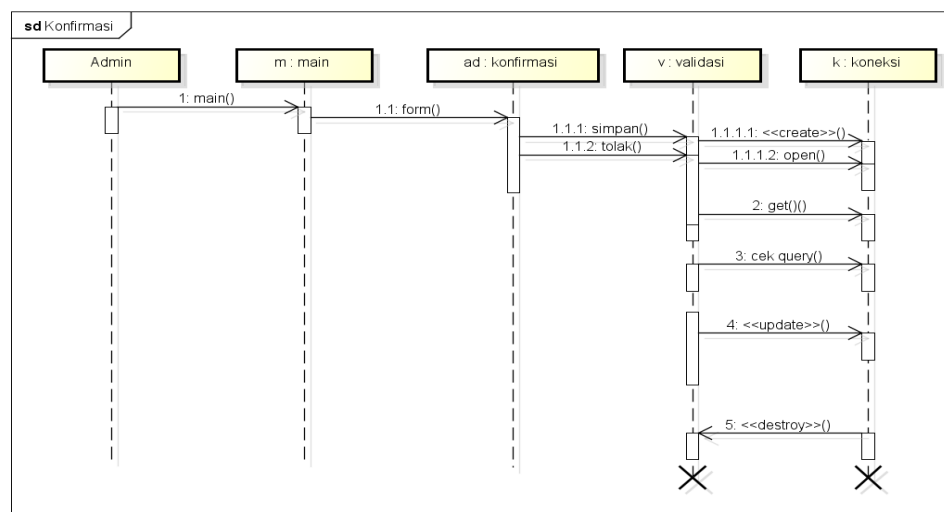 sd Konfirmasi
Admin
m : main
ad : konfirmasi
v : validasi
k : koneksi
1: main()
1.1: form()
1.1.1: simpan()
1.1.1.1: <<create>>()
1.1.2: tolak()
1.1.1.2: open()
2: get()()
3: cek query()
4: <<update>>()
5: <<destroy>>()